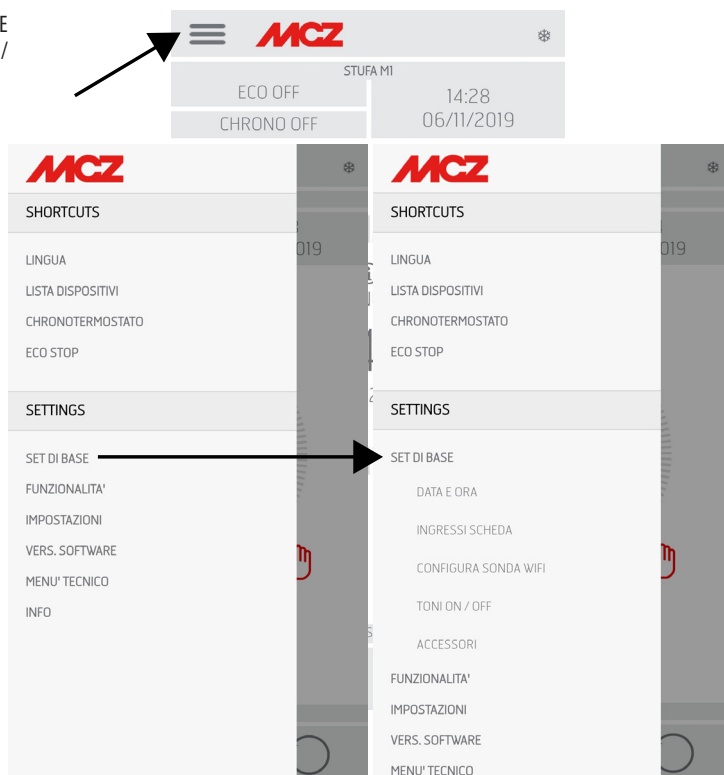 E
/
MCZ
STUFA M1
ECO OFF
CHRONO OFF
14:28
06/11/2019
MCZ
SHORTCUTS
LINGUA
LISTA DISPOSITIVI
CHRONOTERMOSTATO
ECO STOP
SETTINGS
SET DI BASE
FUNZIONALITA'
IMPOSTAZIONI
VERS. SOFTWARE
MENU' TECNICO
INFO
019
MCZ
SHORTCUTS
LINGUA
LISTA DISPOSITIVI
CHRONOTERMOSTATO
ECO STOP
SETTINGS
SET DI BASE
DATA E ORA
INGRESSI SCHEDA
CONFIGURA SONDA WIFI
TONI ON / OFF
ACCESSORI
FUNZIONALITA'
IMPOSTAZIONI
VERS. SOFTWARE
MENU' TECNICO
019